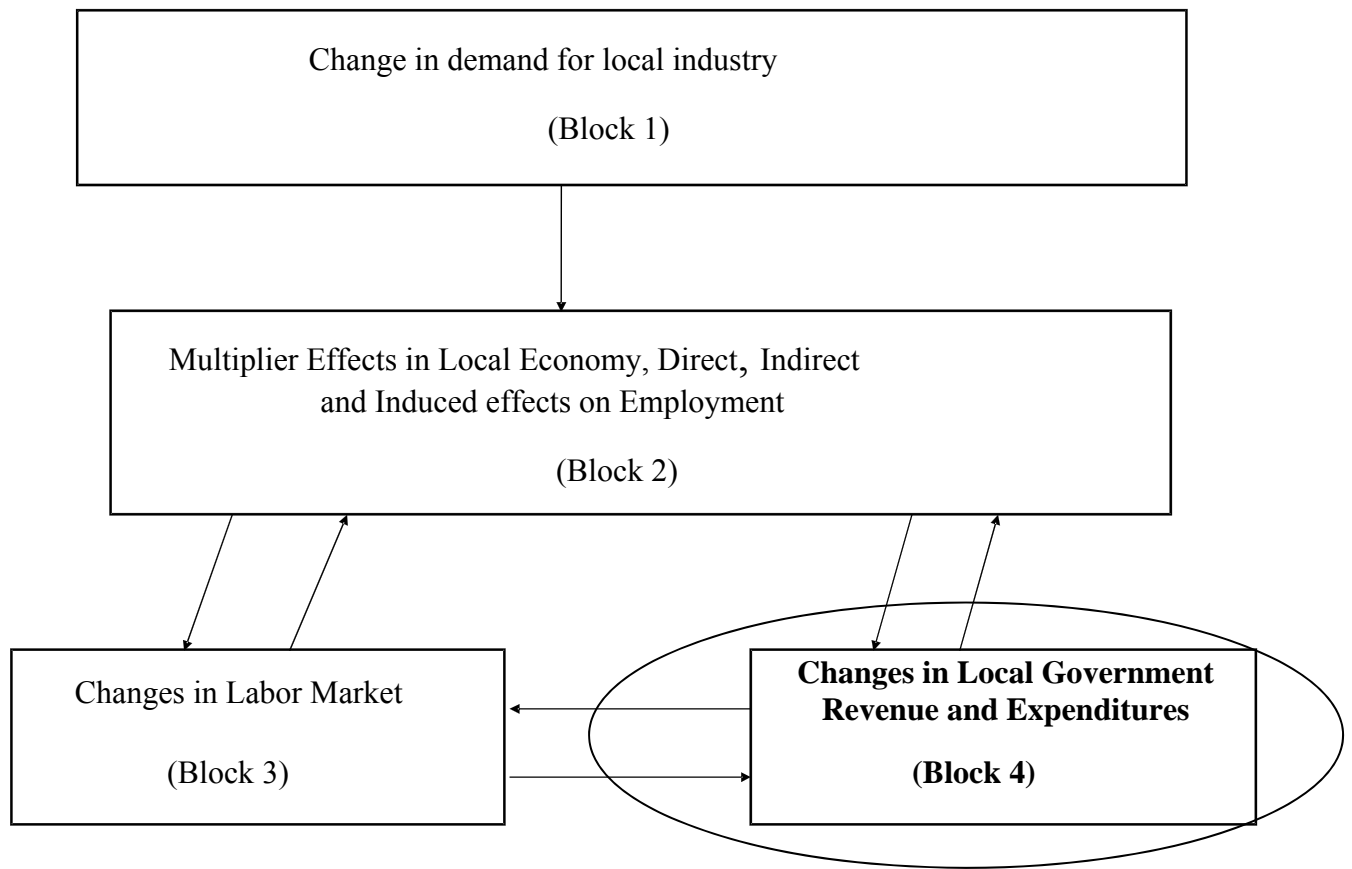 Change in demand for local industry
(Block 1)
Multiplier Effects in Local Economy, Direct, Indirect
and Induced effects on Employment
(Block 2)
Changes in Labor Market
(Block 3)
Changes in Local Government
Revenue and Expenditures
(Block 4)